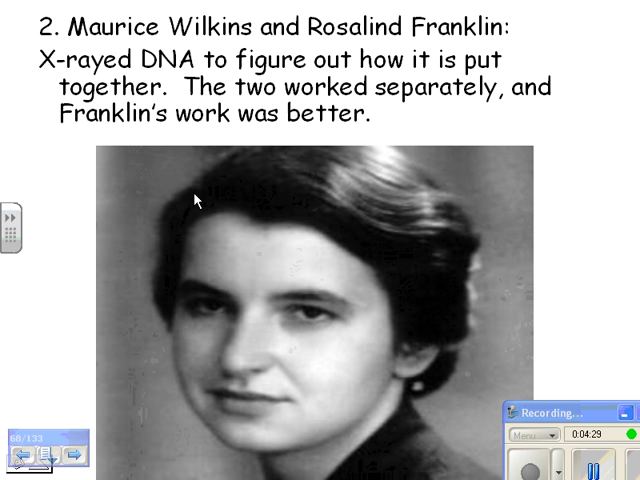 2. Maurice Wilkins and Rosalind Franklin:
X-rayed DNA to figure out how it is put
together.  The two worked separately, and
Franklin's work was better.
Recording...
Menu
0:04:29
68/133